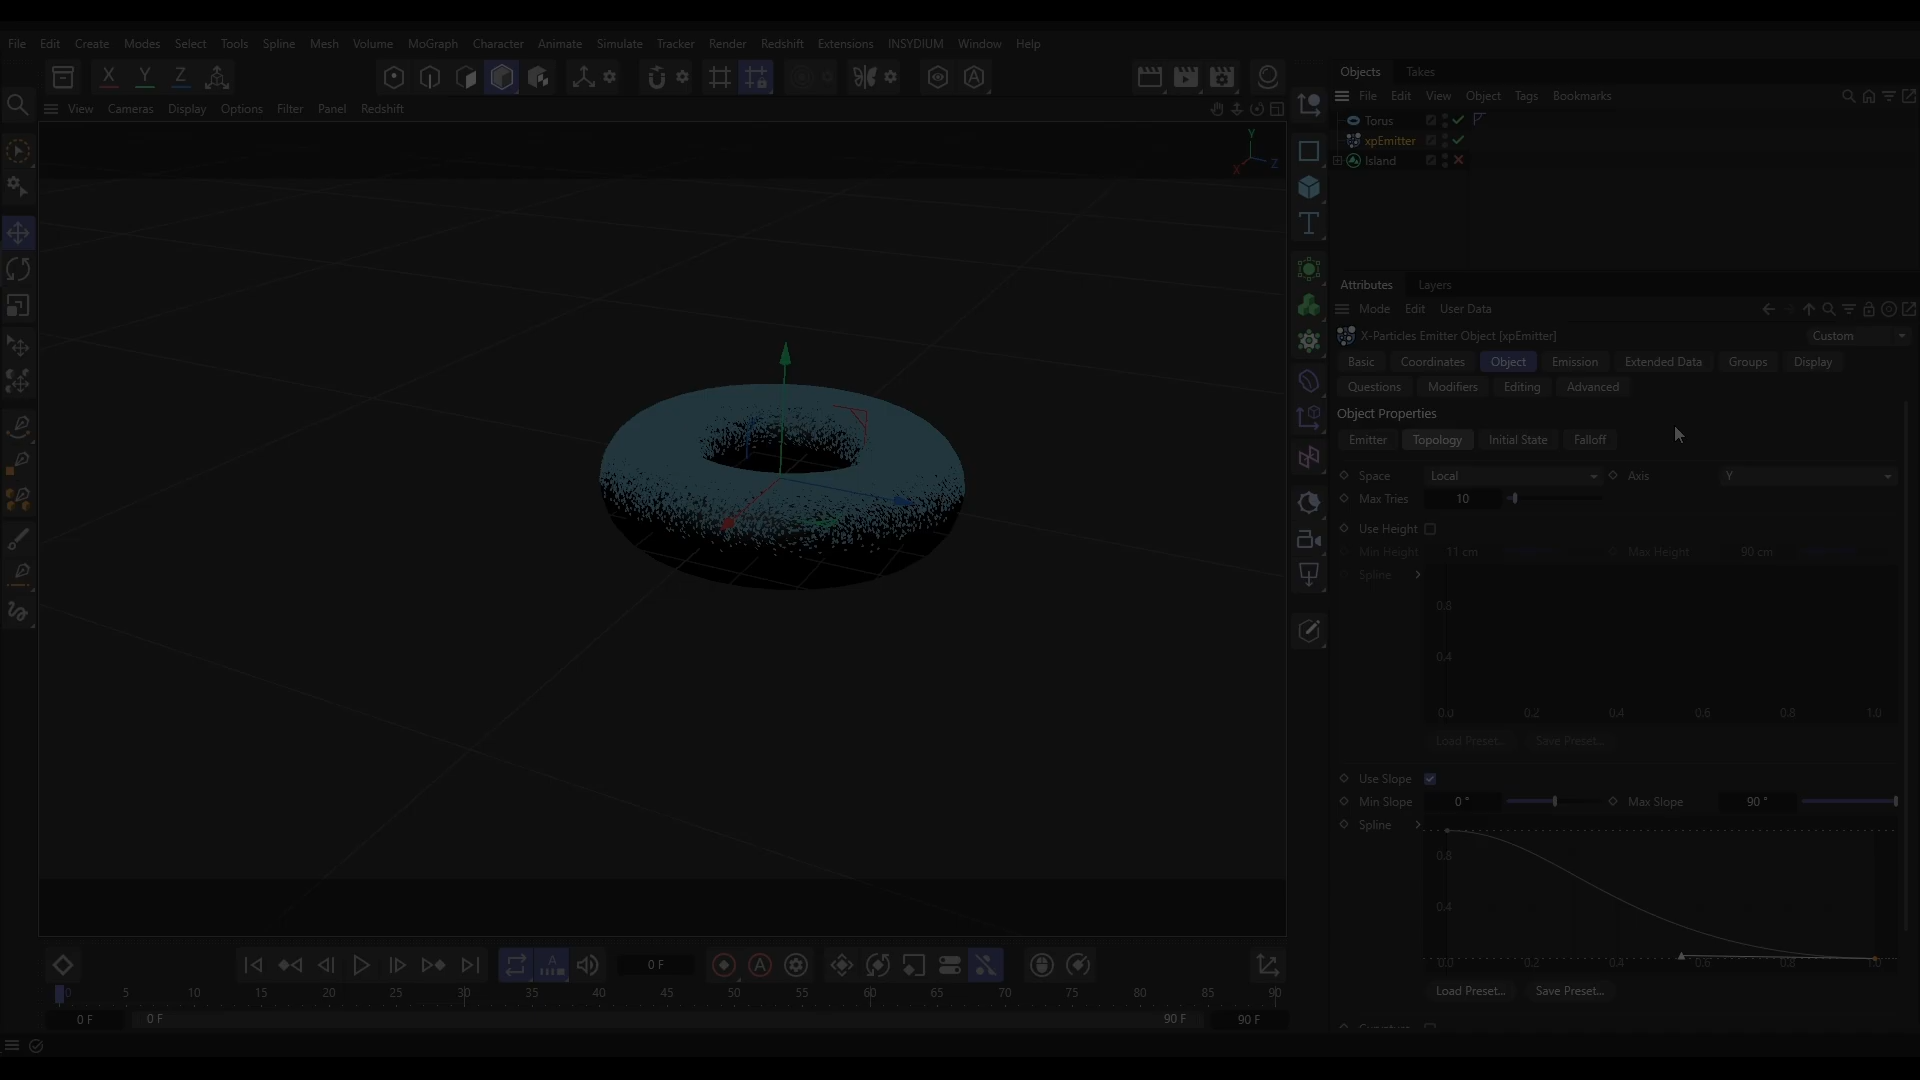 File Edit Create Modes Select Tools Spline Mesh Volume MoGraph Character Animate Simulate Tracker Render Redshift Extensions INSYDIUM Window Help
X Y Z
View Cameras Display Options Filter Panel Redshift
Y
X Z
Objects Takes
File Edit View Object Tags Bookmarks
Torus
xpEmitter
Island
Attributes Layers
Mode Edit User Data
X-Particles Emitter Object [xpEmitter] Custom
Basic Coordinates Object Emission Extended Data Groups Display
Questions Modifiers Editing Advanced
Object Properties
Emitter Topology Initial State Falloff
Space Local Axis Y
Max Tries 10
Use Height
Min Height 11 cm Max Height 90 cm
Spline
0.8
0.4
0.0 0.2 0.4 0.6 0.8 1.0
Load Preset... Save Preset...
Use Slope
Min Slope 0 ° Max Slope 90 °
Spline
0.8
0.4
0.0 0.2 0.4 0.6 0.8 1.0
Load Preset... Save Preset...
0 F
0 5 10 15 20 25 30 35 40 45 50 55 60 65 70 75 80 85 90
0 F 0 F 90 F 90 F